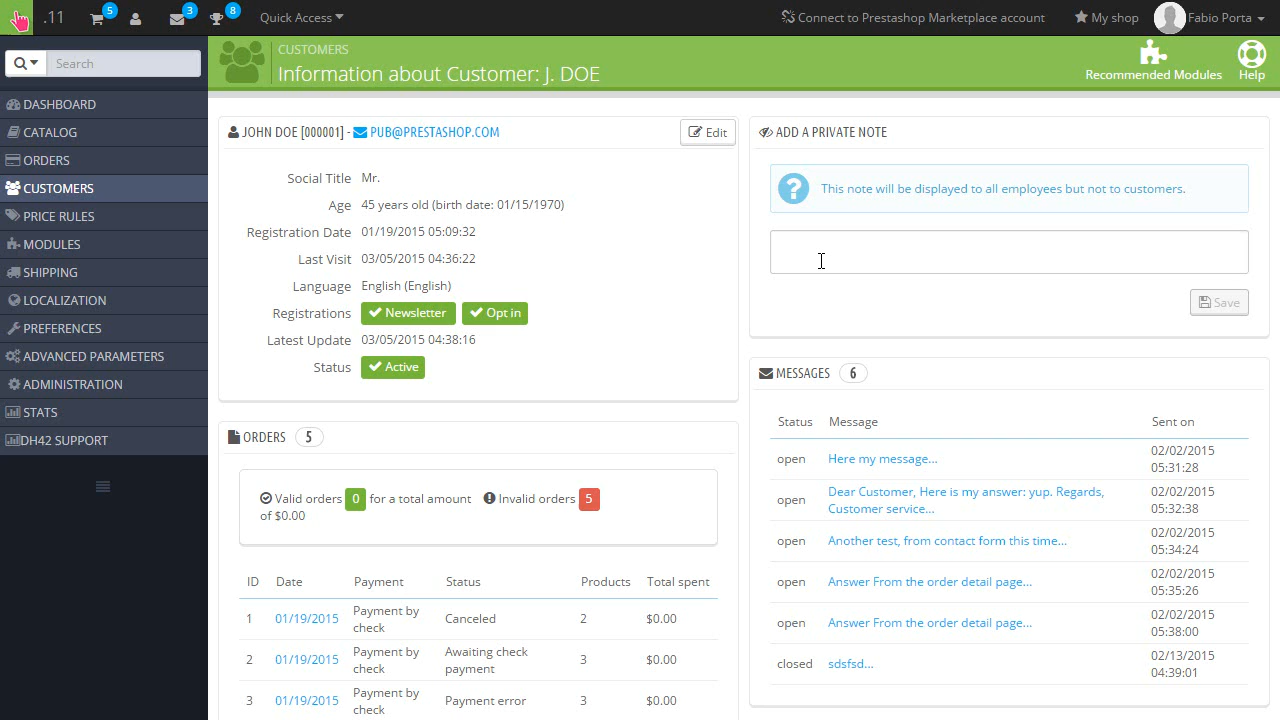 .11
5
3
8
Quick Access
Connect to Prestashop Marketplace account
My shop
Fabio Porta
Search
DASHBOARD
CATALOG
ORDERS
CUSTOMERS
PRICE RULES
MODULES
SHIPPING
LOCALIZATION
PREFERENCES
ADVANCED PARAMETERS
ADMINISTRATION
STATS
DH42 SUPPORT
CUSTOMERS
Information about Customer: J. DOE
Recommended Modules
Help
JOHN DOE [000001] - PUB@PRESTASHOP.COM
Edit
Social Title Mr.
Age 45 years old (birth date: 01/15/1970)
Registration Date 01/19/2015 05:09:32
Last Visit 03/05/2015 04:36:22
Language English (English)
Registrations Newsletter Opt in
Latest Update 03/05/2015 04:38:16
Status Active
ORDERS 5
Valid orders 0 for a total amount
of $0.00
Invalid orders 5
ID Date Payment Status Products Total spent
1 01/19/2015 Payment by
check
Canceled 2 $0.00
2 01/19/2015 Payment by
check
Awaiting check
payment
3 $0.00
3 01/19/2015 Payment by
check
Payment error 3 $0.00
ADD A PRIVATE NOTE
This note will be displayed to all employees but not to customers.
Save
MESSAGES 6
Status Message Sent on
open Here my message...
02/02/2015
05:31:28
open Dear Customer, Here is my answer: yup. Regards,
Customer service...
02/02/2015
05:32:38
open Another test, from contact form this time...
02/02/2015
05:34:24
open Answer From the order detail page...
02/02/2015
05:35:26
open Answer From the order detail page...
02/02/2015
05:38:00
closed sdsfsd...
02/13/2015
04:39:01